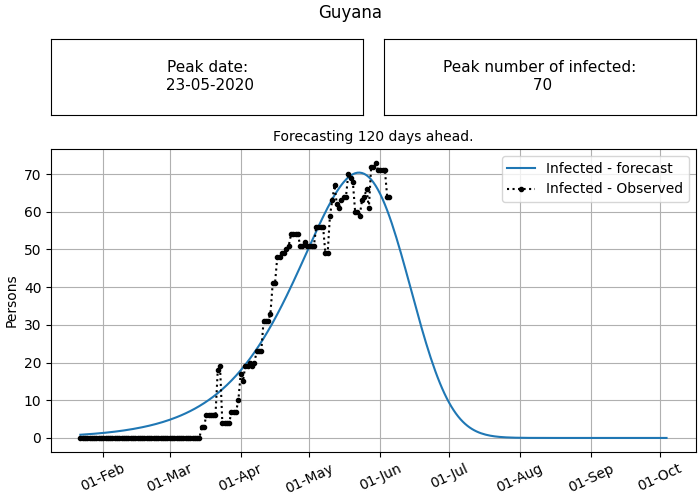 Guyana
Peak date:
23-05-2020
Peak number of infected:
70
Forecasting 120 days ahead.
Infected - forecast
Infected - Observed
Persons
70
60
50
40
30
20
10
0
01-Feb
01-Mar
01-Apr
01-May
01-Jun
01-Jul
01-Aug
01-Sep
01-Oct